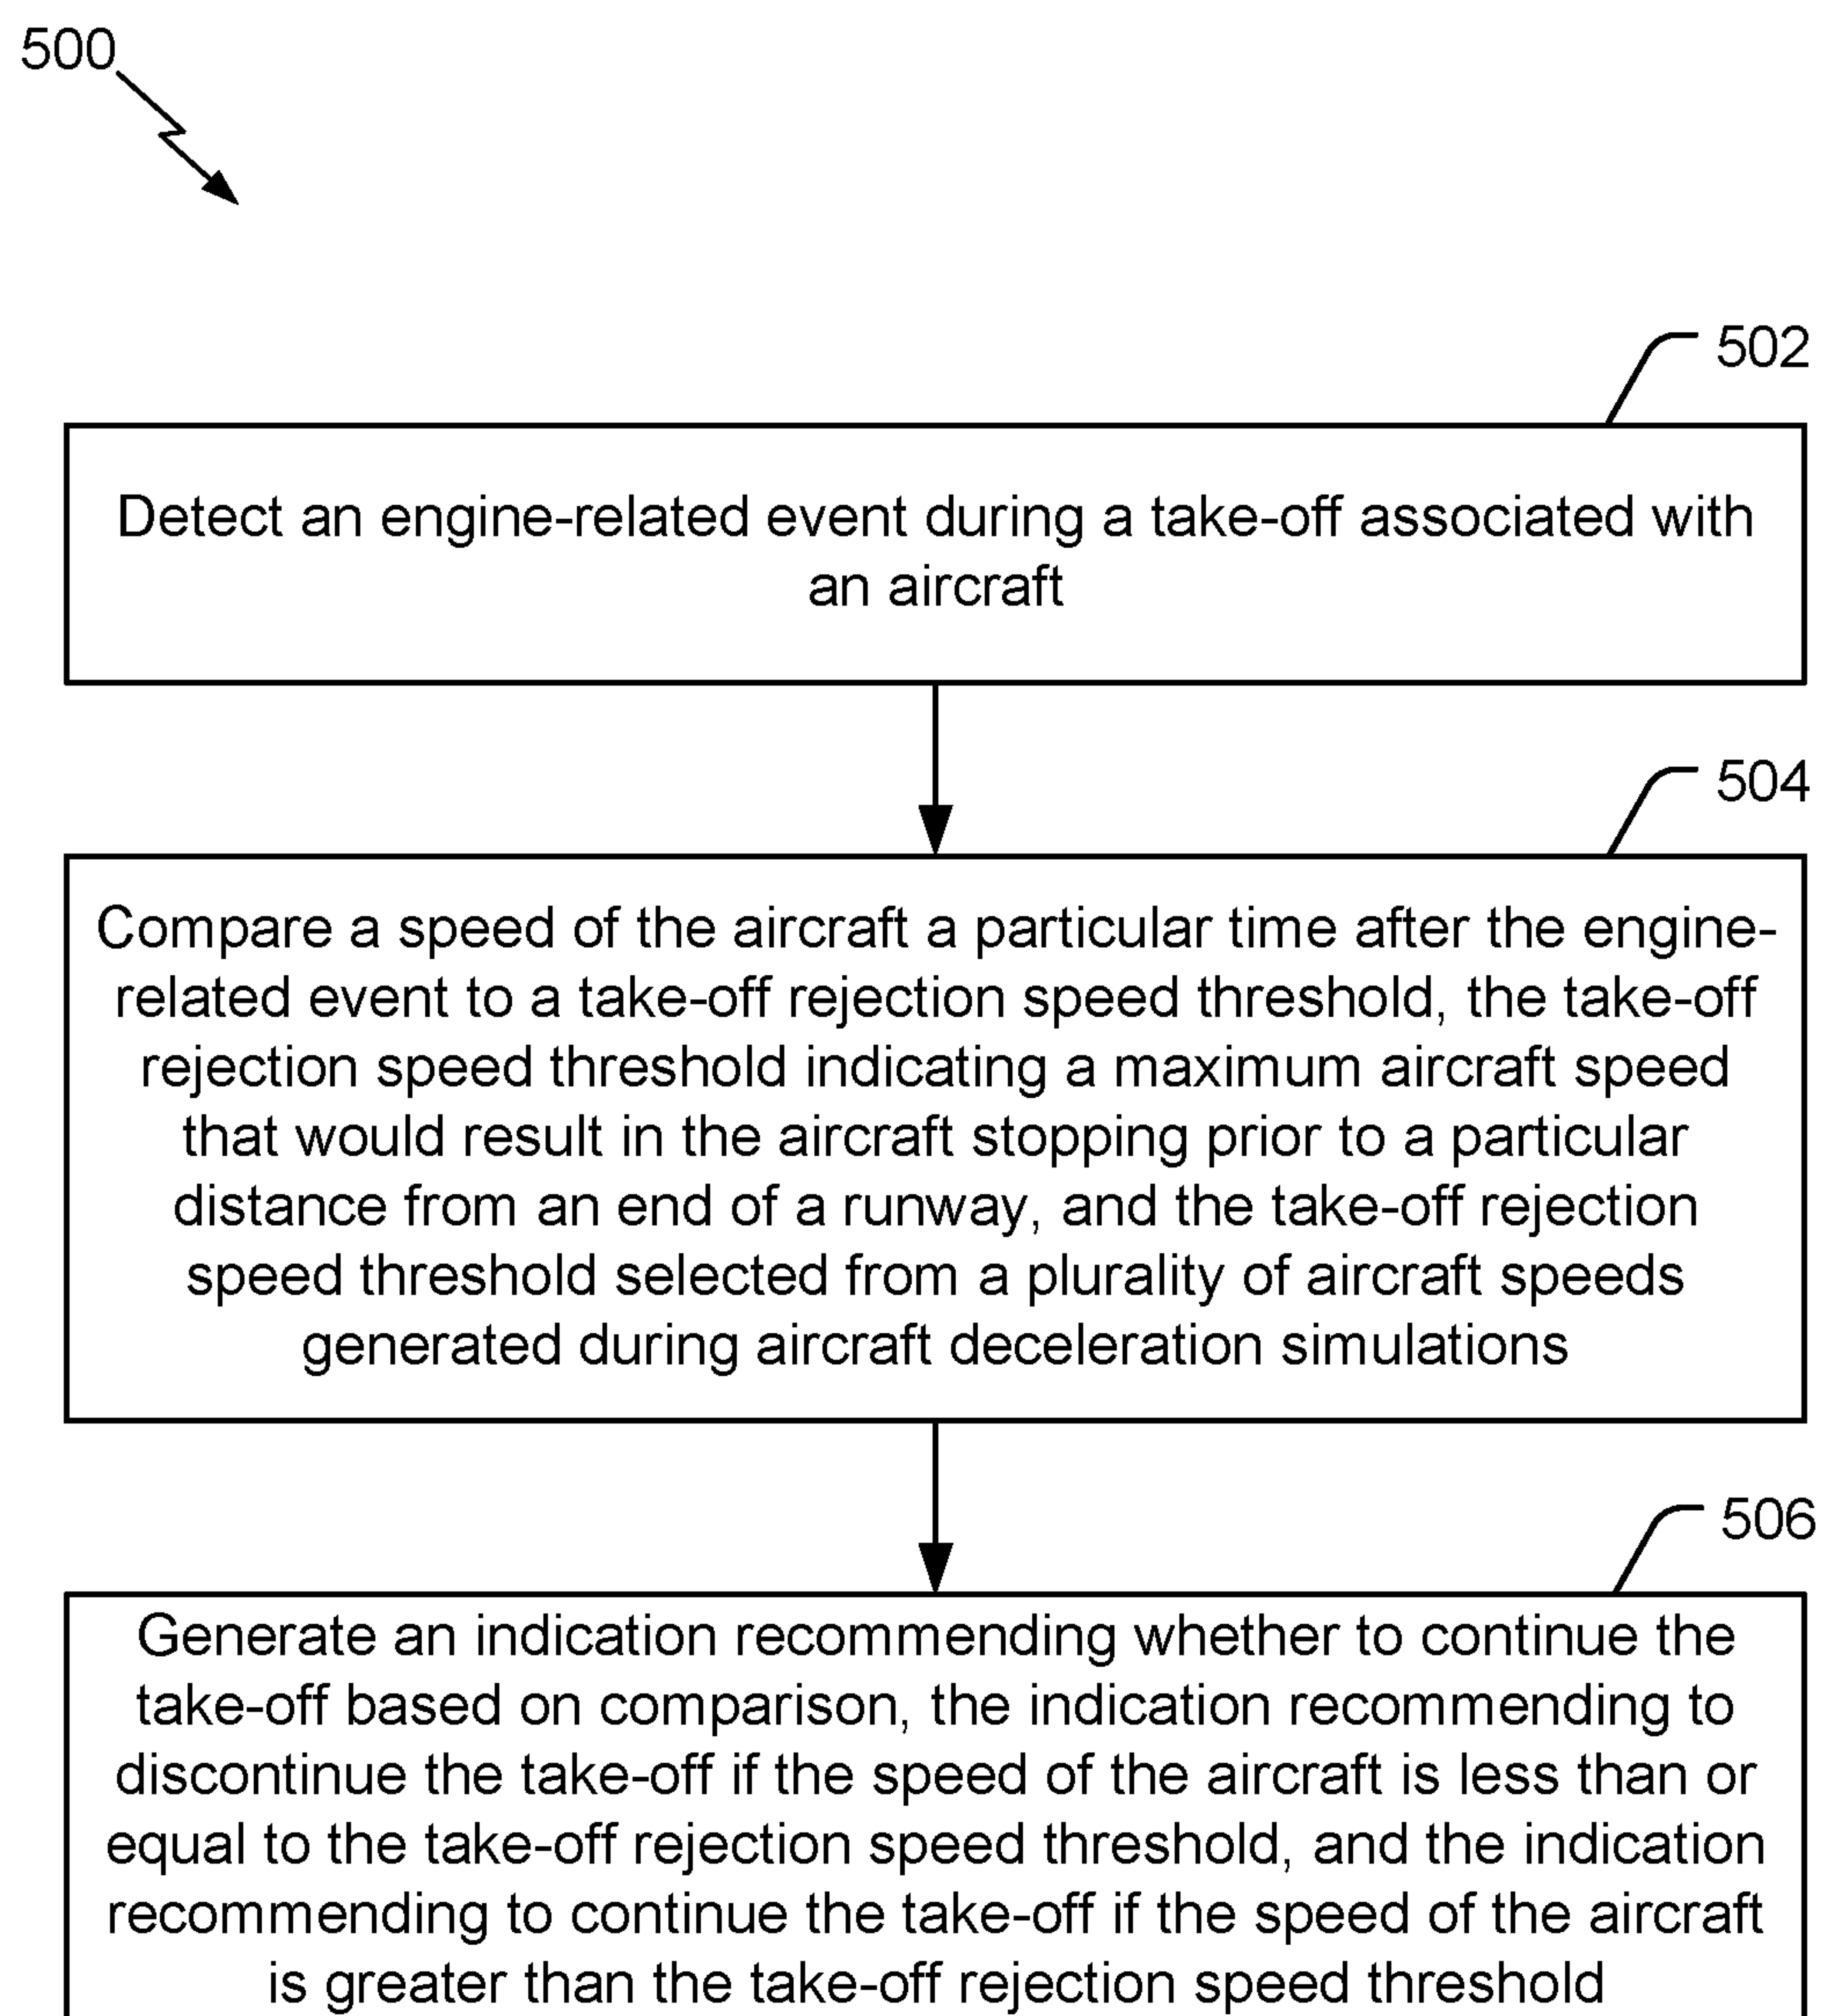 500
502
Detect an engine-related event during a take-off associated with
an aircraft
504
Compare a speed of the aircraft a particular time after the engine-
related event to a take-off rejection speed threshold, the take-off
rejection speed threshold indicating a maximum aircraft speed
that would result in the aircraft stopping prior to a particular
distance from an end of a runway, and the take-off rejection
speed threshold selected from a plurality of aircraft speeds
generated during aircraft deceleration simulations
506
Generate an indication recommending whether to continue the
take-off based on comparison, the indication recommending to
discontinue the take-off if the speed of the aircraft is less than or
equal to the take-off rejection speed threshold, and the indication
recommending to continue the take-off if the speed of the aircraft
is greater than the take-off rejection speed threshold